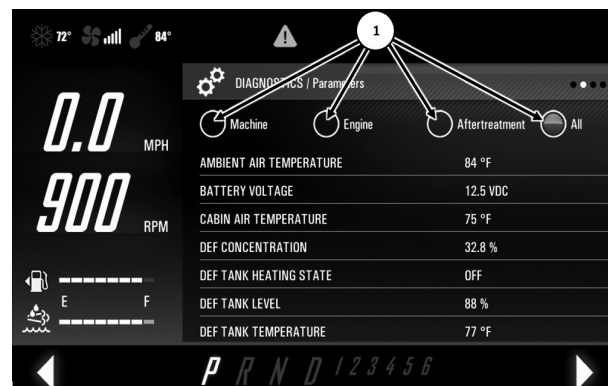 72° 84°
1
DIAGNOSTICS / Parameters
Machine Engine Aftertreatment All
0.0 MPH
900 RPM
AMBIENT AIR TEMPERATURE 84 °F
BATTERY VOLTAGE 12.5 VDC
CABIN AIR TEMPERATURE 75 °F
DEF CONCENTRATION 32.8 %
DEF TANK HEATING STATE OFF
DEF TANK LEVEL 88 %
DEF TANK TEMPERATURE 77 °F
E F
P R N D 1 2 3 4 5 6